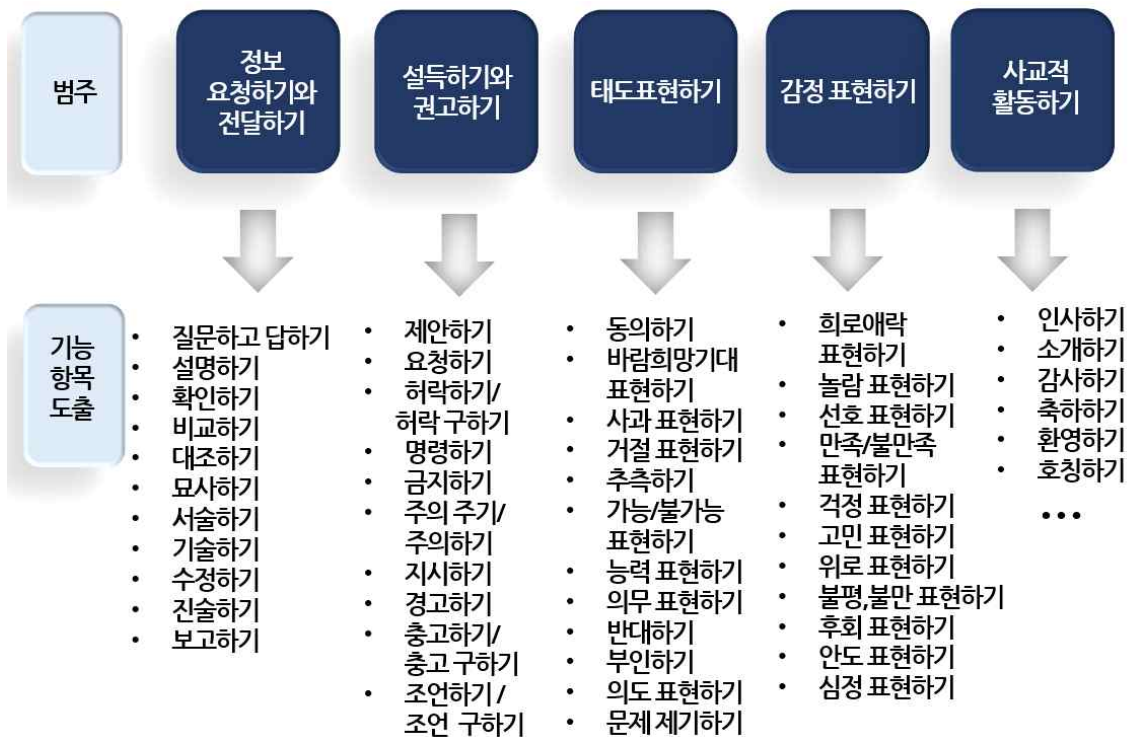 범주
정보
요청하기와
전달하기
설득하기와
권고하기
태도표현하기
감정 표현하기
사교적
활동하기
기능
항목
도출
• 질문하고 답하기
• 설명하기
• 확인하기
• 비교하기
• 대조하기
• 묘사하기
• 서술하기
• 기술하기
• 수정하기
• 진술하기
• 보고하기
• 제안하기
• 요청하기
• 허락하기/
허락 구하기
• 명령하기
• 금지하기
• 주의 주기/
주의하기
• 지시하기
• 경고하기
• 충고하기/
충고 구하기
• 조언하기 /
조언 구하기
• 동의하기
• 바람희망기대
표현하기
• 사과 표현하기
• 거절 표현하기
• 추측하기
• 가능/불가능
표현하기
• 능력 표현하기
• 의무 표현하기
• 반대하기
• 부인하기
• 의도 표현하기
• 문제 제기하기
• 희로애락
표현하기
• 놀람 표현하기
• 선호 표현하기
• 만족/불만족
표현하기
• 걱정 표현하기
• 고민 표현하기
• 위로 표현하기
• 불평,불만 표현하기
• 후회 표현하기
• 안도 표현하기
• 심정 표현하기
• 인사하기
• 소개하기
• 감사하기
• 축하하기
• 환영하기
• 호칭하기
...